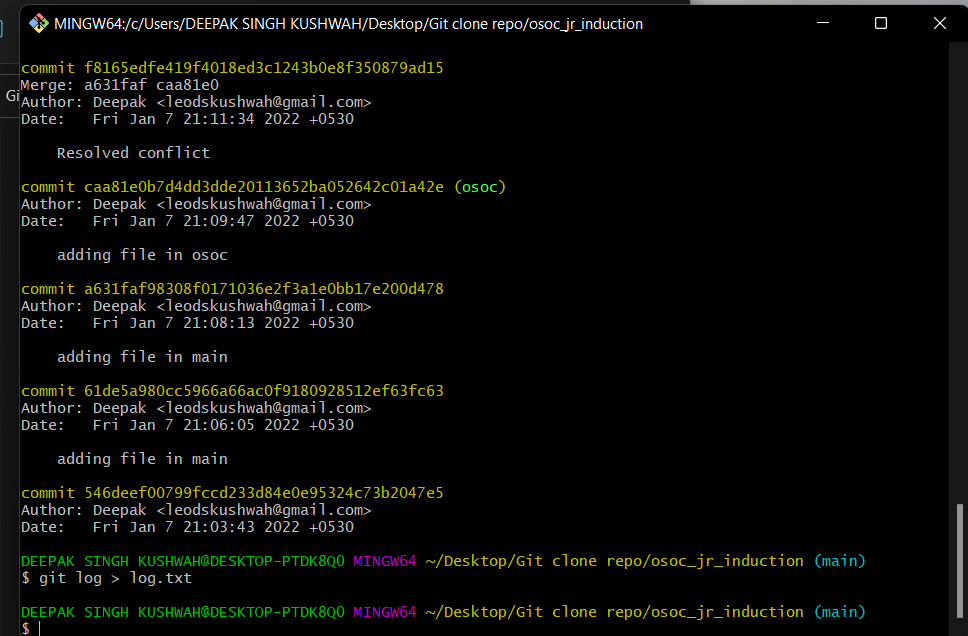 MINGW64:/c/Users/DEEPAK SINGH KUSHWAH/Desktop/Git clone repo/osoc_jr_induction
Gi
commit f8165edfe419f4018ed3c1243b0e8f350879ad15
Merge: a631faf caa81e0
Author: Deepak <leodskushwah@gmail.com>
Date:   Fri Jan 7 21:11:34 2022 +0530
Resolved conflict
commit caa81e0b7d4dd3dde20113652ba052642c01a42e (osoc)
Author: Deepak <leodskushwah@gmail.com>
Date:   Fri Jan 7 21:09:47 2022 +0530
adding file in osoc
commit a631faf98308f0171036e2f3a1e0bb17e200d478
Author: Deepak <leodskushwah@gmail.com>
Date:   Fri Jan 7 21:08:13 2022 +0530
adding file in main
commit 61de5a980cc5966a66ac0f9180928512ef63fc63
Author: Deepak <leodskushwah@gmail.com>
Date:   Fri Jan 7 21:06:05 2022 +0530
adding file in main
commit 546deef00799fccd233d84e0e95324c73b2047e5
Author: Deepak <leodskushwah@gmail.com>
Date:   Fri Jan 7 21:03:43 2022 +0530
DEEPAK SINGH KUSHWAH@DESKTOP-PTDK8QO MINGW64 ~/Desktop/Git clone repo/osoc_jr_induction (main)
$ git log > log.txt
DEEPAK SINGH KUSHWAH@DESKTOP-PTDK8QO MINGW64 ~/Desktop/Git clone repo/osoc_jr_induction (main)
$